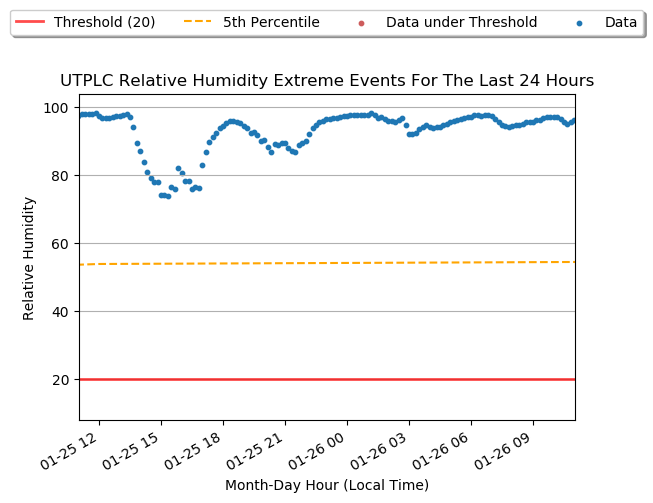 Threshold (20) 5th Percentile Data under Threshold Data
UTPLC Relative Humidity Extreme Events For The Last 24 Hours
100
80
60
40
20
Relative Humidity
01-25 12 01-25 15 01-25 18 01-25 21 01-26 00 01-26 03 01-26 06 01-26 09
Month-Day Hour (Local Time)